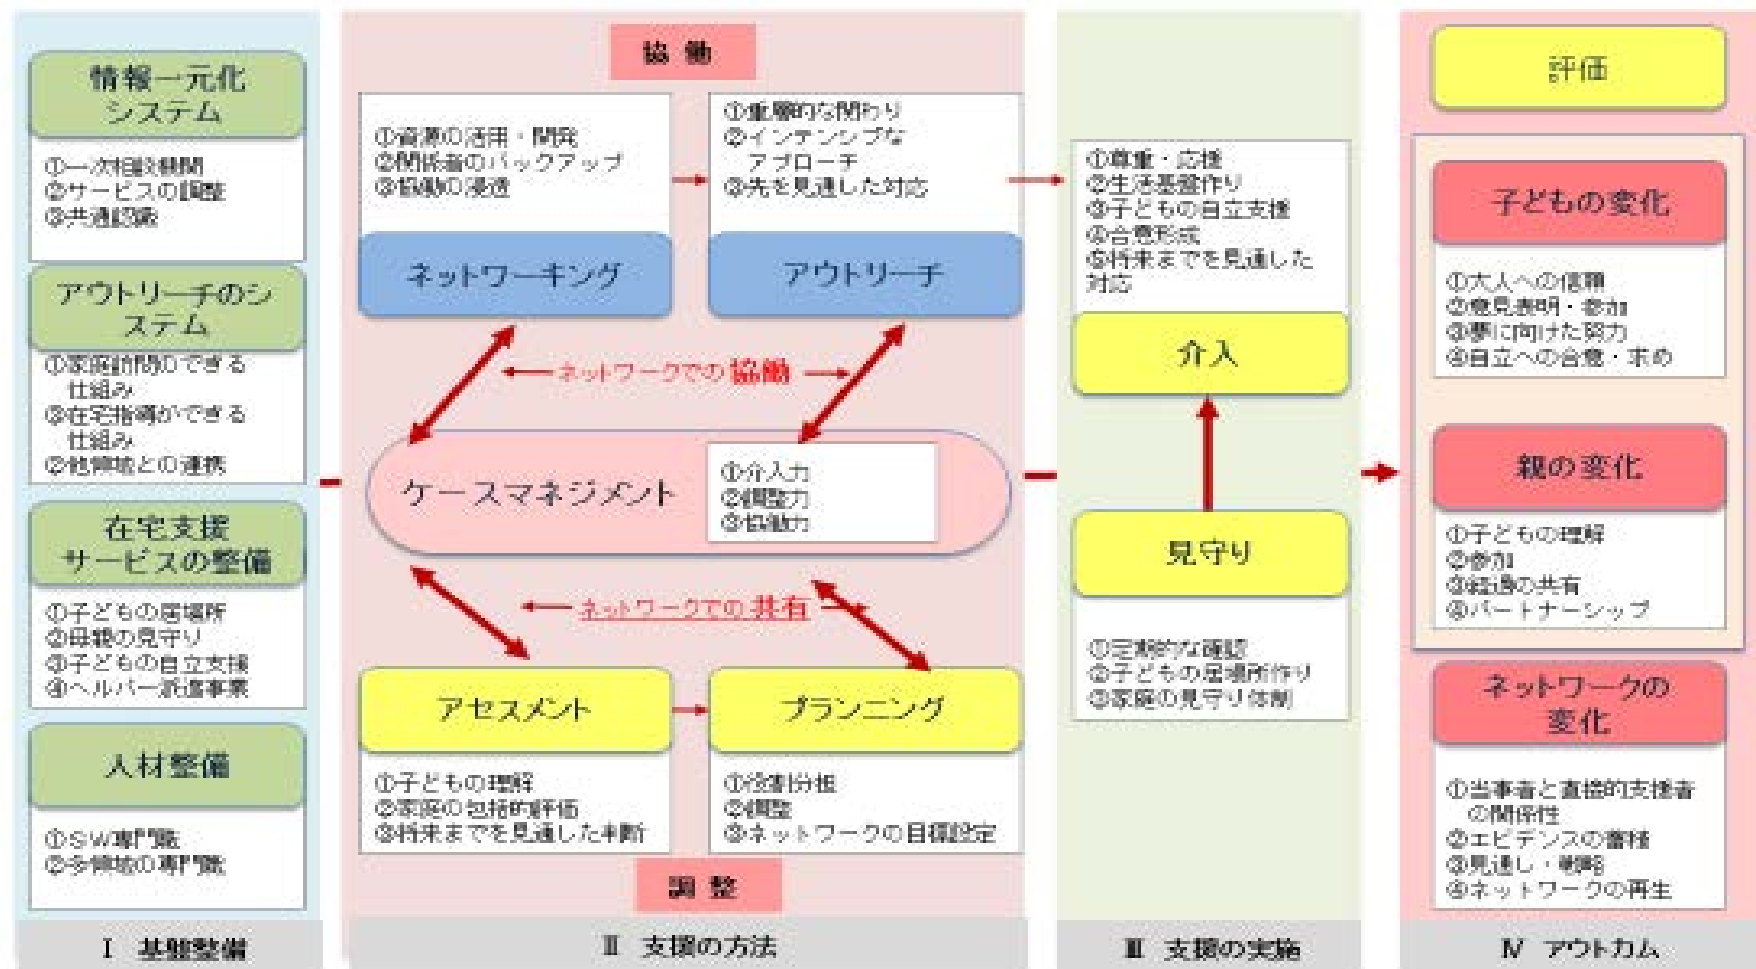 情報一元化
システム
①一次相談機関
②サービスの調整
③共通認識
アウトリーチのシ
ステム
①家庭訪問のできる
仕組み
③在宅指導ができる
仕組み
②他領域との連携
在宅支援
サービスの整備
①子どもの居場所
②母親の見守り
③子どもの自立支援
④ヘルパー派遣事業
人材整備
①SW専門職
②多領域の専門職
Ⅰ 基盤整備
協 働
①資源の活用・開発
②関係者のバックアップ
③協働の浸透
ネットワーキング
①重層的な関わり
②インテンシブな
アプローチ
③先を見通した対応
アウトリーチ
ネットワークでの協働
ケースマネジメント
①介入力
②調整力
③協働力
ネットワークでの共有
アセスメント
①子どもの理解
②家庭の包括的評価
③将来までを見通した判断
プランニング
①役割分担
②調整
③ネットワークの目標設定
調 整
Ⅱ 支援の方法
①尊重・応援
②生活基盤作り
③子どもの自立支援
④合意形成
⑤将来までを見通した
対応
介入
見守り
①定期的な確認
②子どもの居場所作り
③家庭の見守り体制
Ⅲ 支援の実施
評価
子どもの変化
①大人への信頼
②意見表明・参加
③夢に向けた努力
④自立への合意・求め
親の変化
①子どもの理解
②参加
③経過の共有
④パートナーシップ
ネットワークの
変化
①当事者と直接的支援者
の関係性
②エビデンスの蓄積
③見通し・戦略
④ネットワークの再生
Ⅳ アウトカム